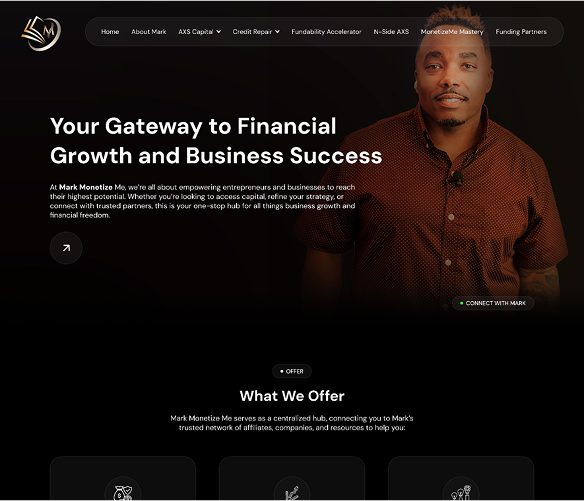 M
Home About Mark AXS Capital Credit Repair Fundability Accelerator N-Side AXS MonetizeMe Mastery Funding Partners
Your Gateway to Financial
Growth and Business Success
At Mark Monetize Me, we're all about empowering entrepreneurs and businesses to reach
their highest potential. Whether you're looking to access capital, refine your strategy, or
connect with trusted partners, this is your one-stop hub for all things business growth and
financial freedom.
CONNECT WITH MARK
OFFER
What We Offer
Mark Monetize Me serves as a centralized hub, connecting you to Mark's
trusted network of affiliates, companies, and resources to help you: